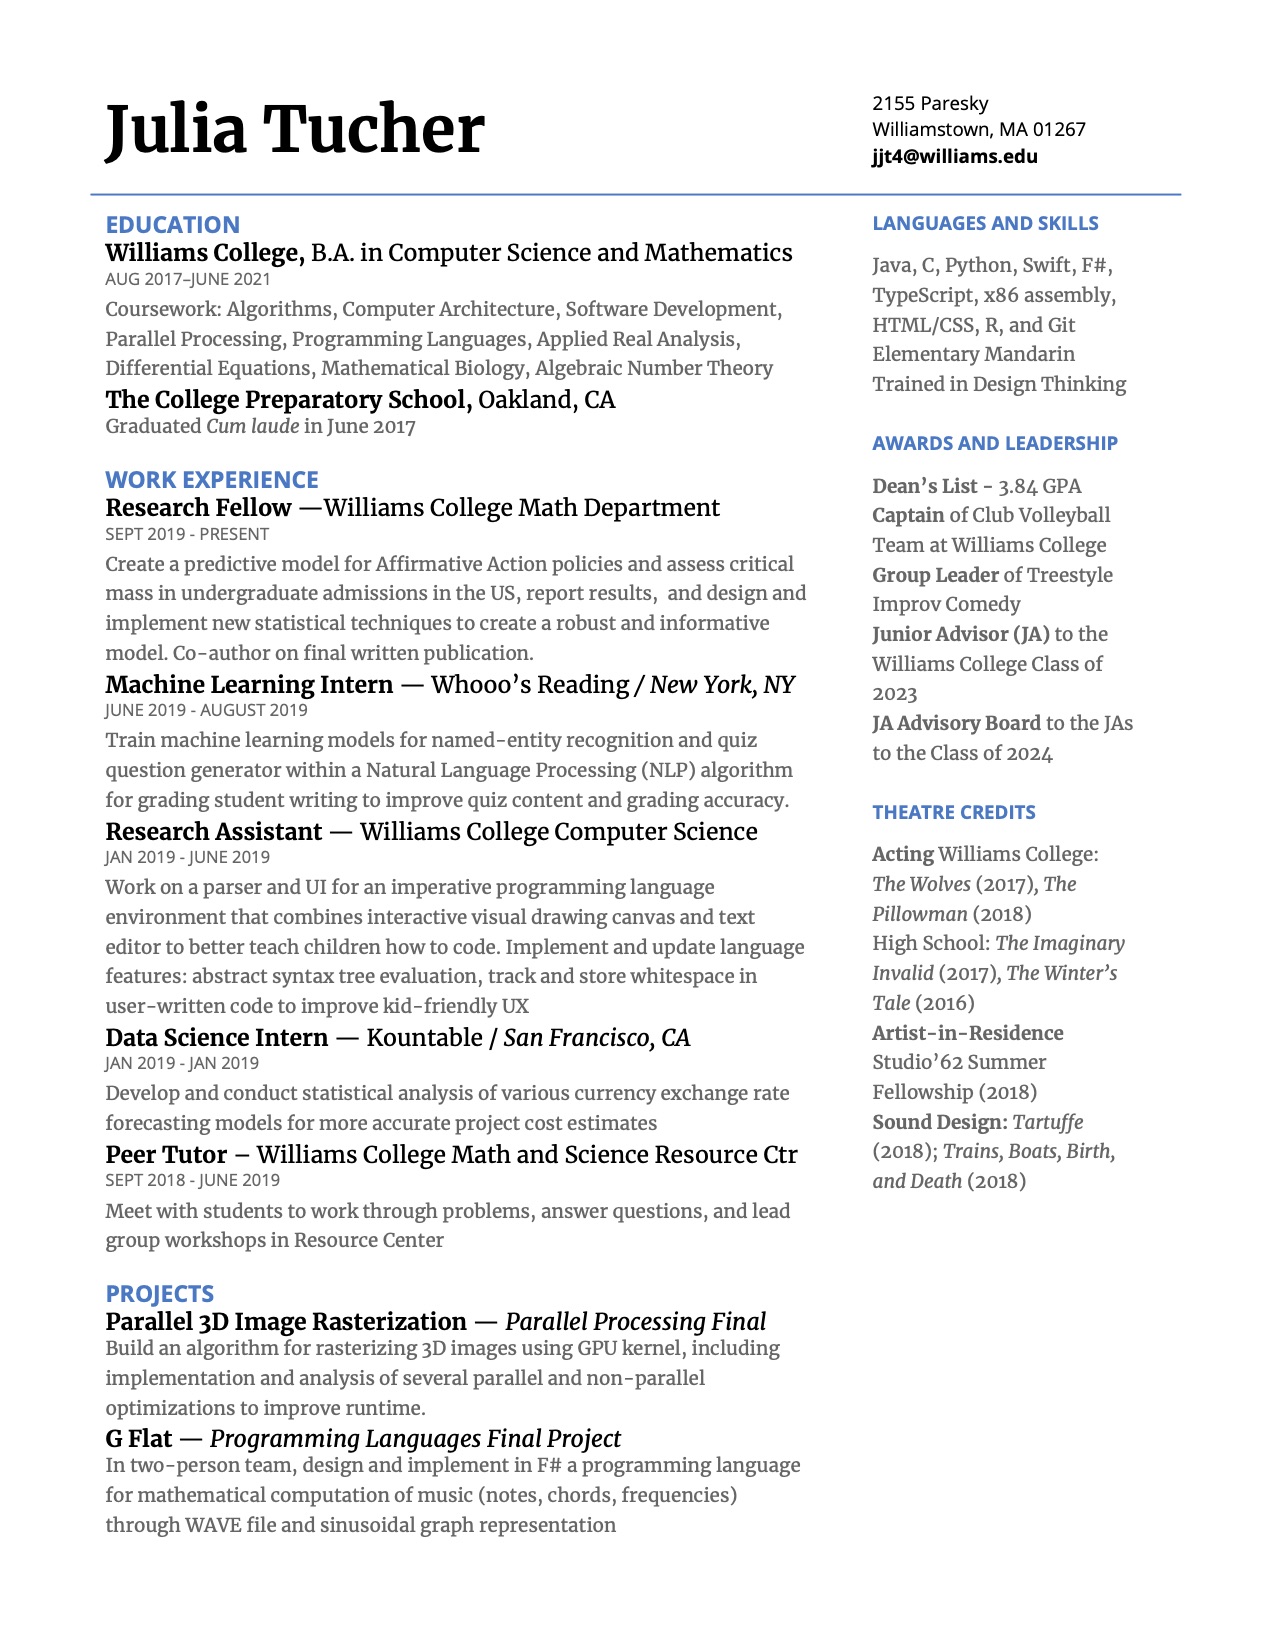 Julia Tucher
2155 Paresky
Williamstown, MA 01267
jjt4@williams.edu
EDUCATION
Williams College, B.A. in Computer Science and Mathematics
AUG 2017–JUNE 2021
Coursework: Algorithms, Computer Architecture, Software Development,
Parallel Processing, Programming Languages, Applied Real Analysis,
Differential Equations, Mathematical Biology, Algebraic Number Theory
The College Preparatory School, Oakland, CA
Graduated Cum laude in June 2017
WORK EXPERIENCE
Research Fellow —Williams College Math Department
SEPT 2019 - PRESENT
Create a predictive model for Affirmative Action policies and assess critical
mass in undergraduate admissions in the US, report results,  and design and
implement new statistical techniques to create a robust and informative
model. Co-author on final written publication.
Machine Learning Intern — Whooo’s Reading / New York, NY
JUNE 2019 - AUGUST 2019
Train machine learning models for named-entity recognition and quiz
question generator within a Natural Language Processing (NLP) algorithm
for grading student writing to improve quiz content and grading accuracy.
Research Assistant — Williams College Computer Science
JAN 2019 - JUNE 2019
Work on a parser and UI for an imperative programming language
environment that combines interactive visual drawing canvas and text
editor to better teach children how to code. Implement and update language
features: abstract syntax tree evaluation, track and store whitespace in
user-written code to improve kid-friendly UX
Data Science Intern — Kountable / San Francisco, CA
JAN 2019 - JAN 2019
Develop and conduct statistical analysis of various currency exchange rate
forecasting models for more accurate project cost estimates
Peer Tutor – Williams College Math and Science Resource Ctr
SEPT 2018 - JUNE 2019
Meet with students to work through problems, answer questions, and lead
group workshops in Resource Center
PROJECTS
Parallel 3D Image Rasterization — Parallel Processing Final
Build an algorithm for rasterizing 3D images using GPU kernel, including
implementation and analysis of several parallel and non-parallel
optimizations to improve runtime.
G Flat — Programming Languages Final Project
In two-person team, design and implement in F# a programming language
for mathematical computation of music (notes, chords, frequencies)
through WAVE file and sinusoidal graph representation
LANGUAGES AND SKILLS
Java, C, Python, Swift, F#,
TypeScript, x86 assembly,
HTML/CSS, R, and Git
Elementary Mandarin
Trained in Design Thinking
AWARDS AND LEADERSHIP
Dean’s List - 3.84 GPA
Captain of Club Volleyball
Team at Williams College
Group Leader of Treestyle
Improv Comedy
Junior Advisor (JA) to the
Williams College Class of
2023
JA Advisory Board to the JAs
to the Class of 2024
THEATRE CREDITS
Acting Williams College:
The Wolves (2017), The
Pillowman (2018)
High School: The Imaginary
Invalid (2017), The Winter’s
Tale (2016)
Artist-in-Residence
Studio’62 Summer
Fellowship (2018)
Sound Design: Tartuffe
(2018); Trains, Boats, Birth,
and Death (2018)